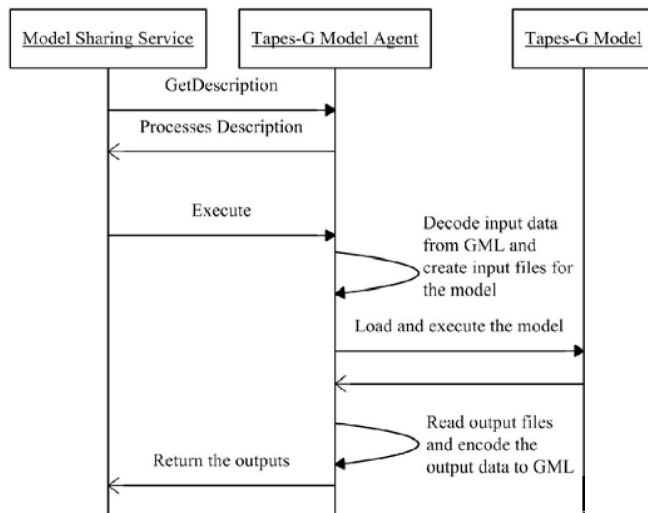 Model Sharing Service
Tapes-G Model Agent
Tapes-G Model
GetDescription
Processes Description
Execute
Decode input data
from GML and
create input files for
the model
Load and execute the model
Read output files
and encode the
output data to GML
Return the outputs